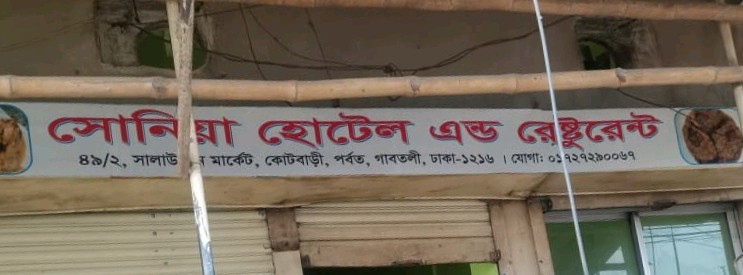 সোনিয়া হোটেল এন্ড রেষ্টুরেন্ট
৪৯/২, মার্কেট, কোটবাড়ী, পর্বত, গাবতলী, ঢাকা-১২১৬ । যোগা: ০১৭২৭২৯০০৬৭